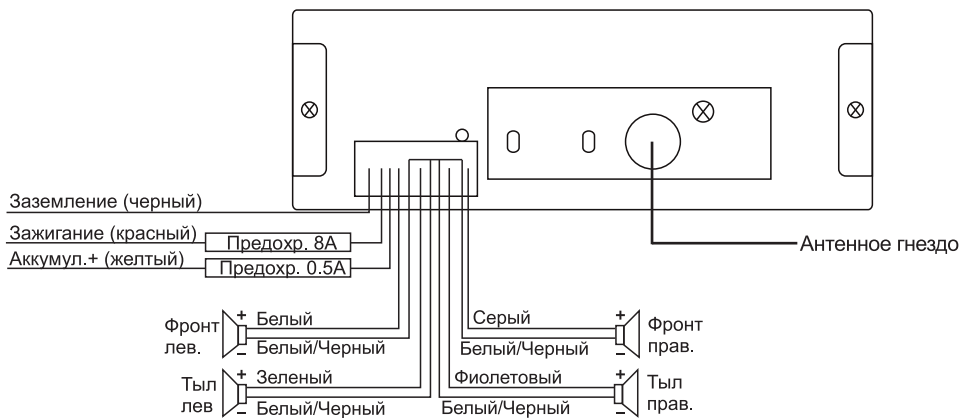 Заземление (черный)
Зажигание (красный)
Предохр. 8А
Аккумул.+ (желтый)
Предохр. 0.5А
Антенное гнездо
Фронт
лев.
+
Белый
–
Белый/Черный
Серый
+
Белый/Черный
–
Фронт
прав.
Тыл
лев
+
Зеленый
–
Белый/Черный
Фиолетовый
+
Белый/Черный
–
Тыл
прав.